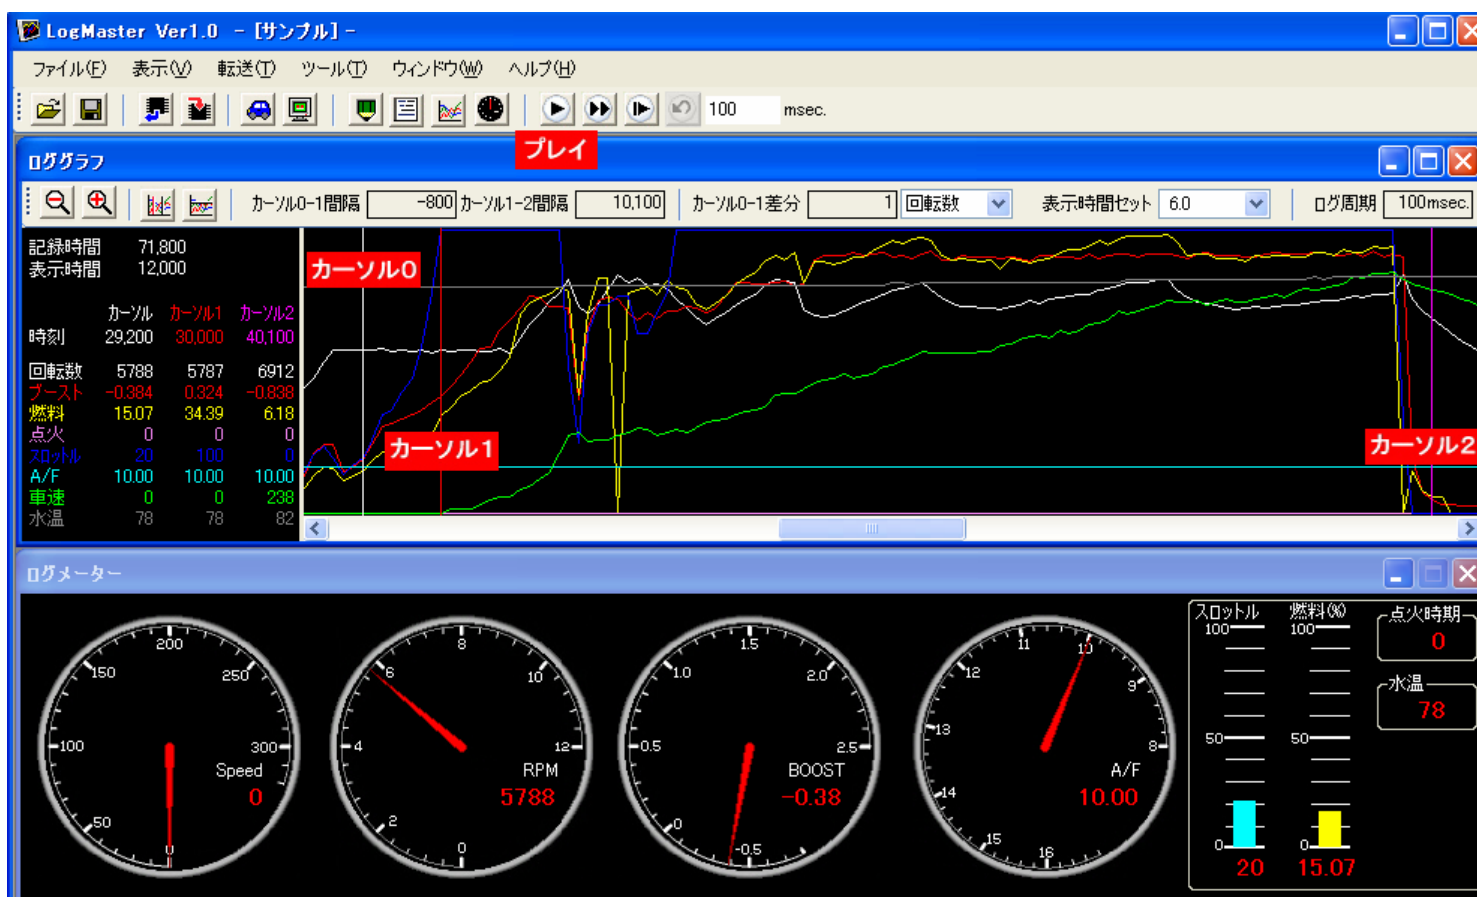 LogMaster Ver1.0 - [サンプル] -
ファイル(F) 表示(V) 転送(T) ツール(T) ウィンドウ(W) ヘルプ(H)
100 msec.
プレイ
ロググラフ
カーソル0-1間隔 -800 カーソル1-2間隔 10,100 カーソル0-1差分 1 回転数 表示時間セット 6.0 ログ周期 100msec.
記録時間 71,800
表示時間 12,000
カーソル カーソル1 カーソル2
時刻 29,200 30,000 40,100
回転数 5788 5787 6912
ブースト -0.384 0.324 -0.838
燃料 15.07 34.39 6.18
点火 0 0 0
スロットル 20 100 0
A/F 10.00 10.00 10.00
車速 0 0 238
水温 78 78 82
カーソル0
カーソル1
カーソル2
ログメーター
0 50 100 150 200 250 300
Speed
0
0 2 4 6 8 10 12
RPM
5788
-0.5 0 0.5 1.0 1.5 2.0 2.5
BOOST
-0.38
16 15 14 13 12 11 10 9 8
A/F
10.00
スロットル
100
50
0
20
燃料(%)
100
50
0
15.07
点火時期
0
水温
78